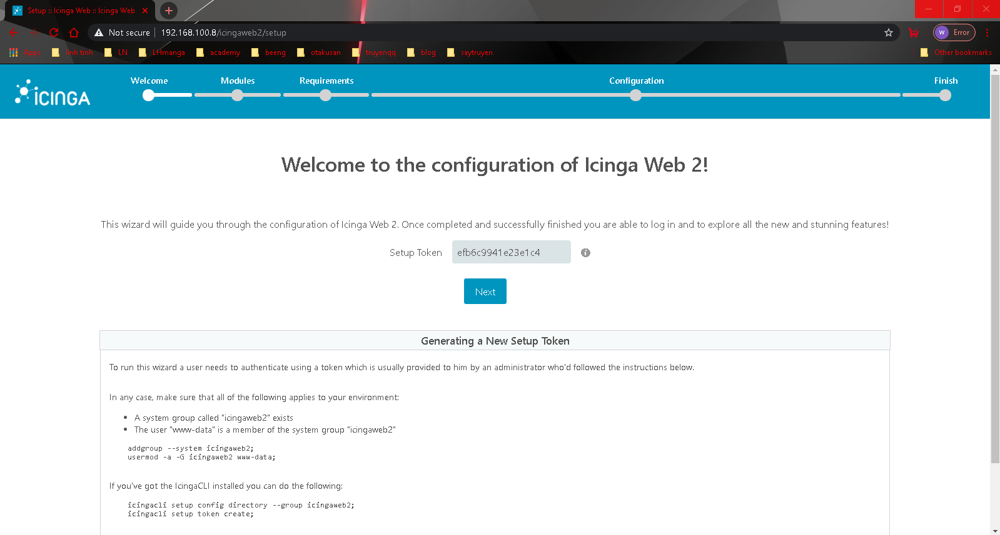 Setup :: Icinga Web :: Icinga Web
Not secure 192.168.100.8/icingaweb2/setup
W Error
Apps linh tinh LN LHmanga academy beeng otakusan truyenqq blog saytruyen Other bookmarks
Welcome Modules Requirements Configuration Finish
ICINGA
Welcome to the configuration of Icinga Web 2!
This wizard will guide you through the configuration of Icinga Web 2. Once completed and successfully finished you are able to log in and to explore all the new and stunning features!
Setup Token efb6c9941e23e1c4
Next
Generating a New Setup Token
To run this wizard a user needs to authenticate using a token which is usually provided to him by an administrator who'd followed the instructions below.
In any case, make sure that all of the following applies to your environment:
• A system group called "icingaweb2" exists
• The user "www-data" is a member of the system group "icingaweb2"
addgroup --system icingaweb2;
usermod -a -G icingaweb2 www-data;
If you've got the IcingaCLI installed you can do the following:
icingacli setup config directory --group icingaweb2;
icingacli setup token create;